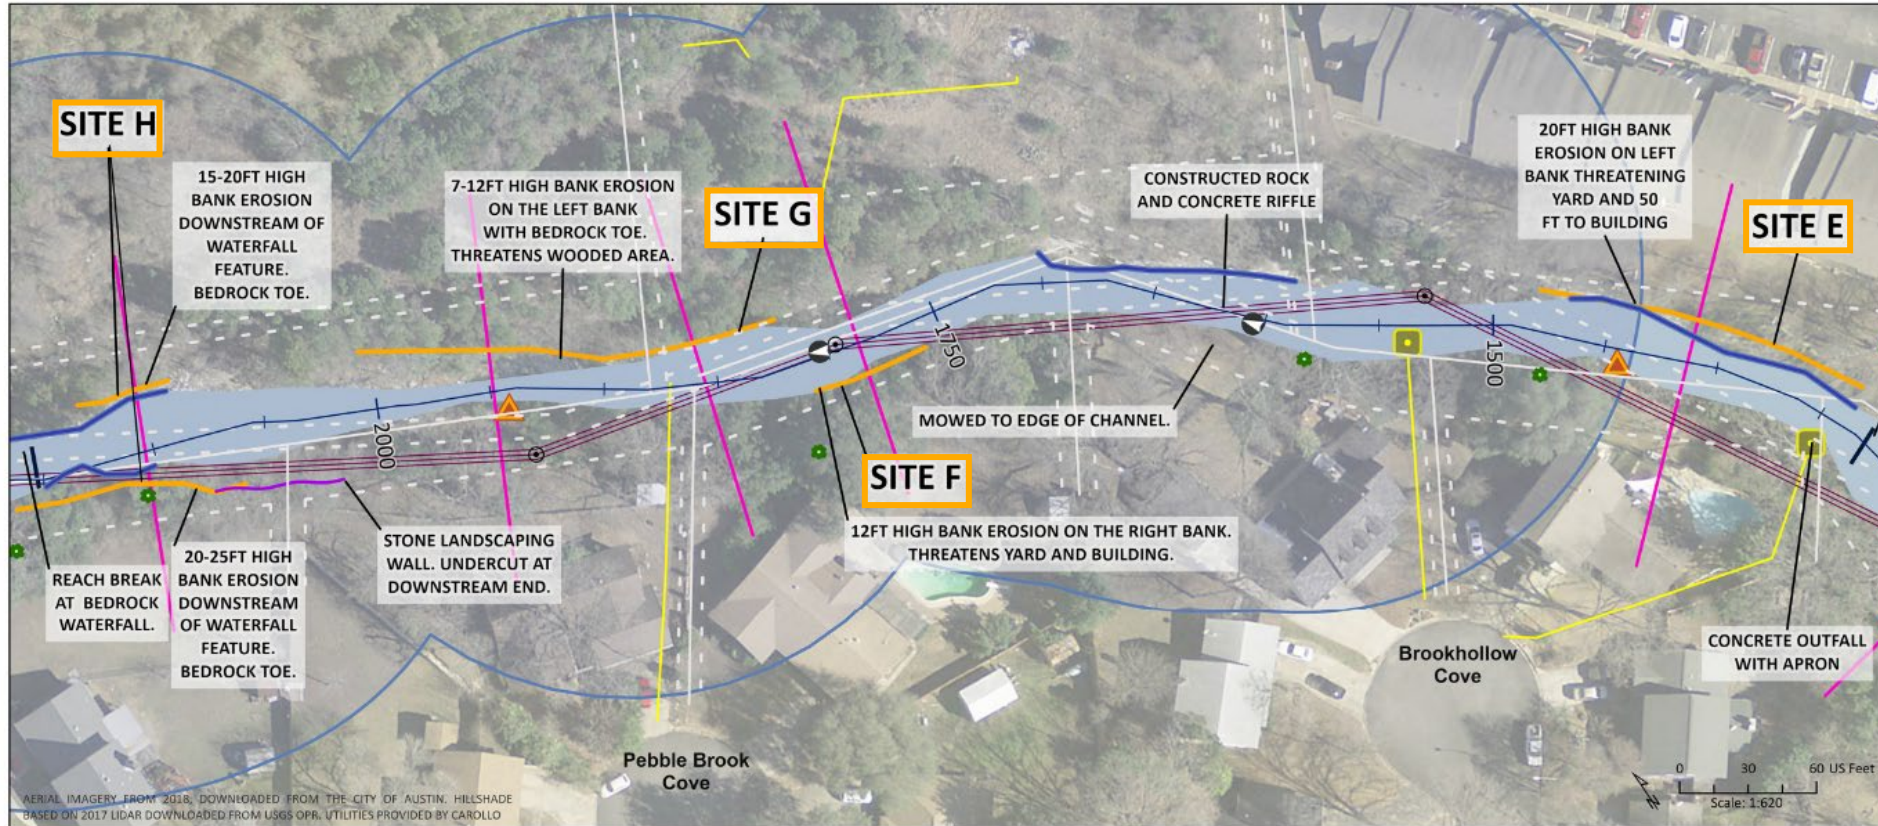 SITE H
15-20FT HIGH
BANK EROSION
DOWNSTREAM OF
WATERFALL
FEATURE.
BEDROCK TOE.
7-12FT HIGH BANK EROSION
ON THE LEFT BANK
WITH BEDROCK TOE.
THREATENS WOODED AREA.
SITE G
CONSTRUCTED ROCK
AND CONCRETE RIFFLE
20FT HIGH BANK
EROSION ON LEFT
BANK THREATENING
YARD AND 50
FT TO BUILDING
SITE E
1750
1500
2000
MOWED TO EDGE OF CHANNEL.
SITE F
12FT HIGH BANK EROSION ON THE RIGHT BANK.
THREATENS YARD AND BUILDING.
STONE LANDSCAPING
WALL. UNDERCUT AT
DOWNSTREAM END.
REACH BREAK
AT BEDROCK
WATERFALL.
20-25FT HIGH
BANK EROSION
DOWNSTREAM
OF WATERFALL
FEATURE.
BEDROCK TOE.
CONCRETE OUTFALL
WITH APRON
Brookhollow
Cove
Pebble Brook
Cove
N
0 30 60 US Feet
Scale: 1:620
AERIAL IMAGERY FROM 2018, DOWNLOADED FROM THE CITY OF AUSTIN. HILLSHADE
BASED ON 2017 LIDAR DOWNLOADED FROM USGS OPR. UTILITIES PROVIDED BY CAROLLO